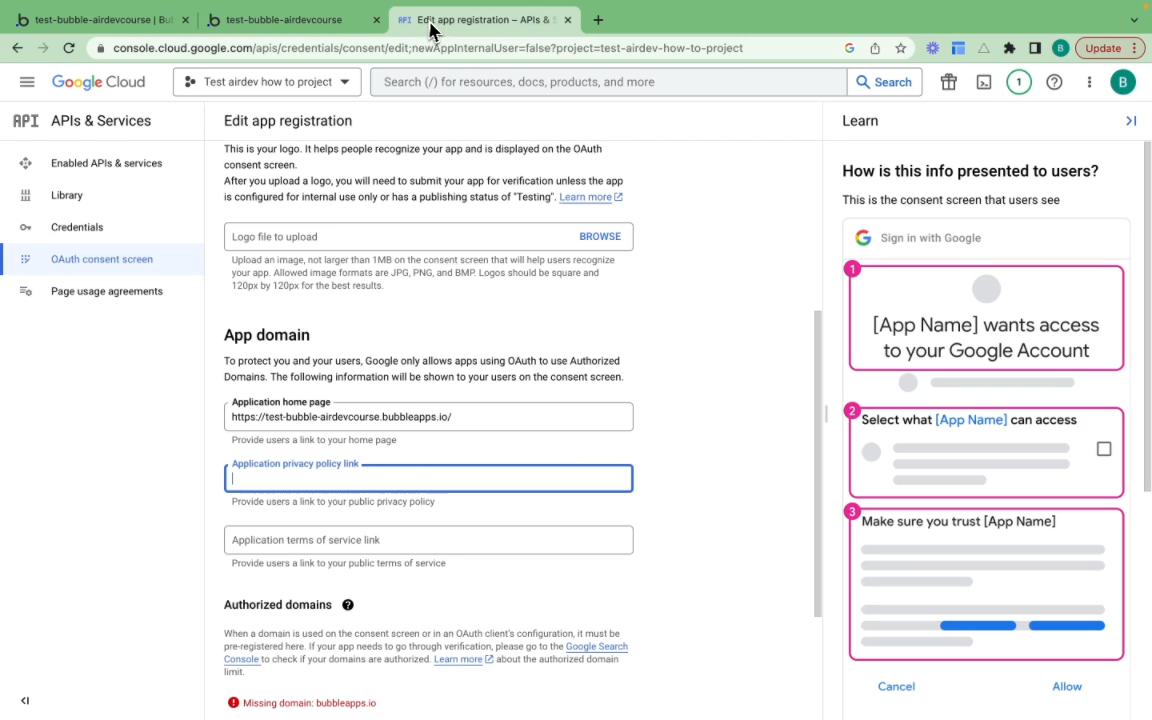 test-bubble-airdevcourse | Bu
test-bubble-airdevcourse
API Edit app registration – APIs & S
console.cloud.google.com/apis/credentials/consent/edit;newAppInternalUser=false?project=test-airdev-how-to-project
B
Update
Google Cloud
Test airdev how to project
Search (/) for resources, docs, products, and more
Search
1
B
API APIs & Services
Enabled APIs & services
Library
Credentials
OAuth consent screen
Page usage agreements
Edit app registration
This is your logo. It helps people recognize your app and is displayed on the OAuth
consent screen.
After you upload a logo, you will need to submit your app for verification unless the app
is configured for internal use only or has a publishing status of "Testing". Learn more
Logo file to upload
BROWSE
Upload an image, not larger than 1MB on the consent screen that will help users recognize
your app. Allowed image formats are JPG, PNG, and BMP. Logos should be square and
120px by 120px for the best results.
App domain
To protect you and your users, Google only allows apps using OAuth to use Authorized
Domains. The following information will be shown to your users on the consent screen.
Application home page
https://test-bubble-airdevcourse.bubbleapps.io/
Provide users a link to your home page
Application privacy policy link
Provide users a link to your public privacy policy
Application terms of service link
Provide users a link to your public terms of service
Authorized domains
When a domain is used on the consent screen or in an OAuth client's configuration, it must be
pre-registered here. If your app needs to go through verification, please go to the Google Search
Console to check if your domains are authorized. Learn more about the authorized domain
limit.
Missing domain: bubbleapps.io
Learn
How is this info presented to users?
This is the consent screen that users see
Sign in with Google
1
[App Name] wants access
to your Google Account
2
Select what [App Name] can access
3
Make sure you trust [App Name]
Cancel
Allow